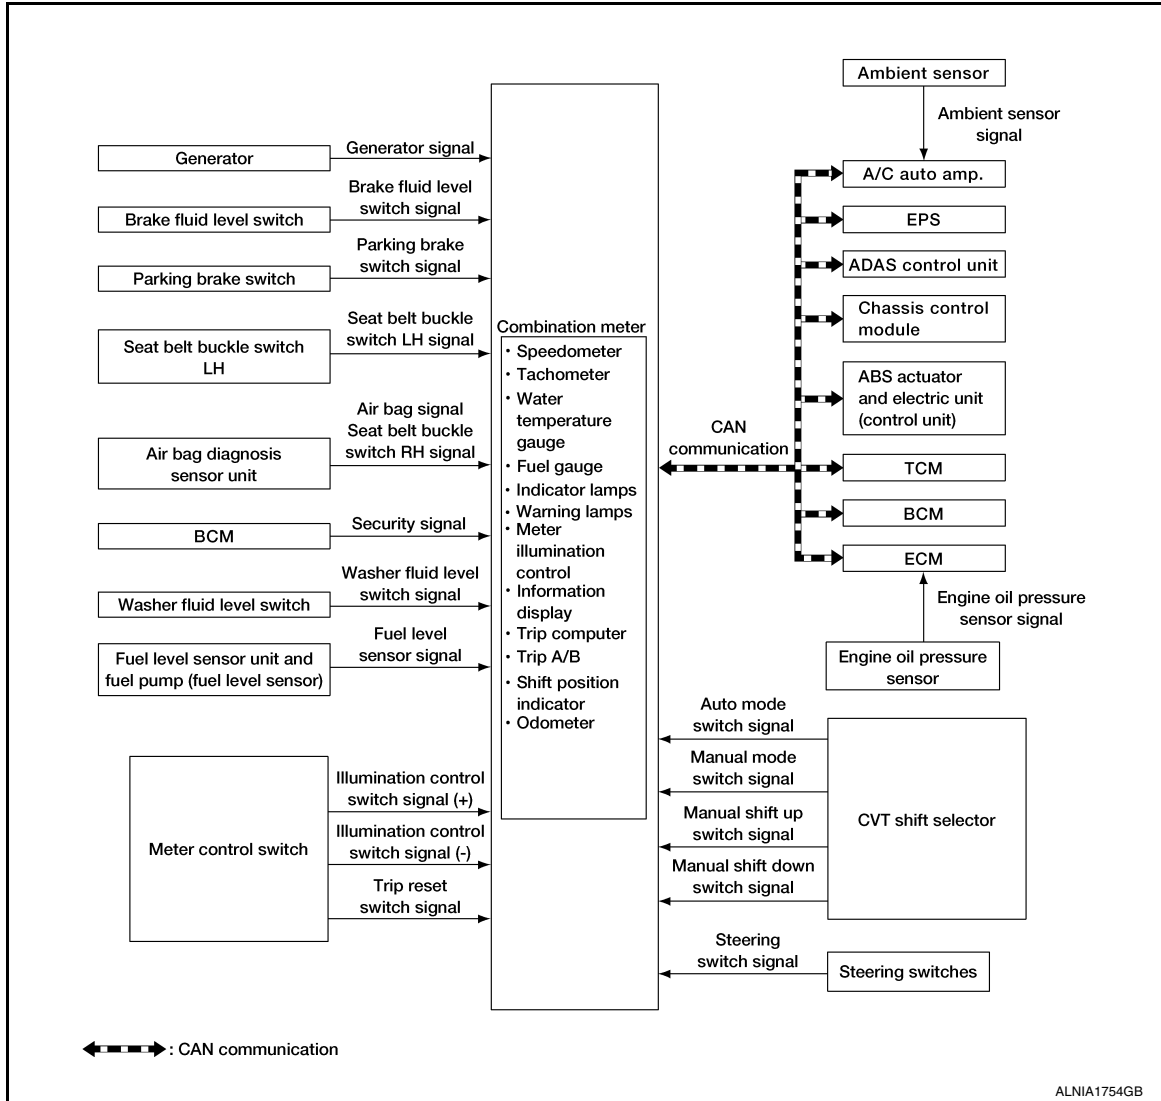 Generator
Generator signal
Brake fluid level switch
Brake fluid level
switch signal
Parking brake switch
Parking brake
switch signal
Seat belt buckle switch
LH
Seat belt buckle
switch LH signal
Air bag diagnosis
sensor unit
Air bag signal
Seat belt buckle
switch RH signal
BCM
Security signal
Washer fluid level switch
Washer fluid level
switch signal
Fuel level sensor unit and
fuel pump (fuel level sensor)
Fuel level
sensor signal
Meter control switch
Illumination control
switch signal (+)
Illumination control
switch signal (-)
Trip reset
switch signal
Combination meter
· Speedometer
· Tachometer
· Water
temperature
gauge
· Fuel gauge
· Indicator lamps
· Warning lamps
· Meter
illumination
control
· Information
display
· Trip computer
· Trip A/B
· Shift position
indicator
· Odometer
CAN
communication
Ambient sensor
Ambient sensor
signal
A/C auto amp.
EPS
ADAS control unit
Chassis control
module
ABS actuator
and electric unit
(control unit)
TCM
BCM
ECM
Engine oil pressure
sensor signal
Engine oil pressure
sensor
Auto mode
switch signal
Manual mode
switch signal
Manual shift up
switch signal
Manual shift down
switch signal
CVT shift selector
Steering
switch signal
Steering switches
: CAN communication
ALNIA1754GB